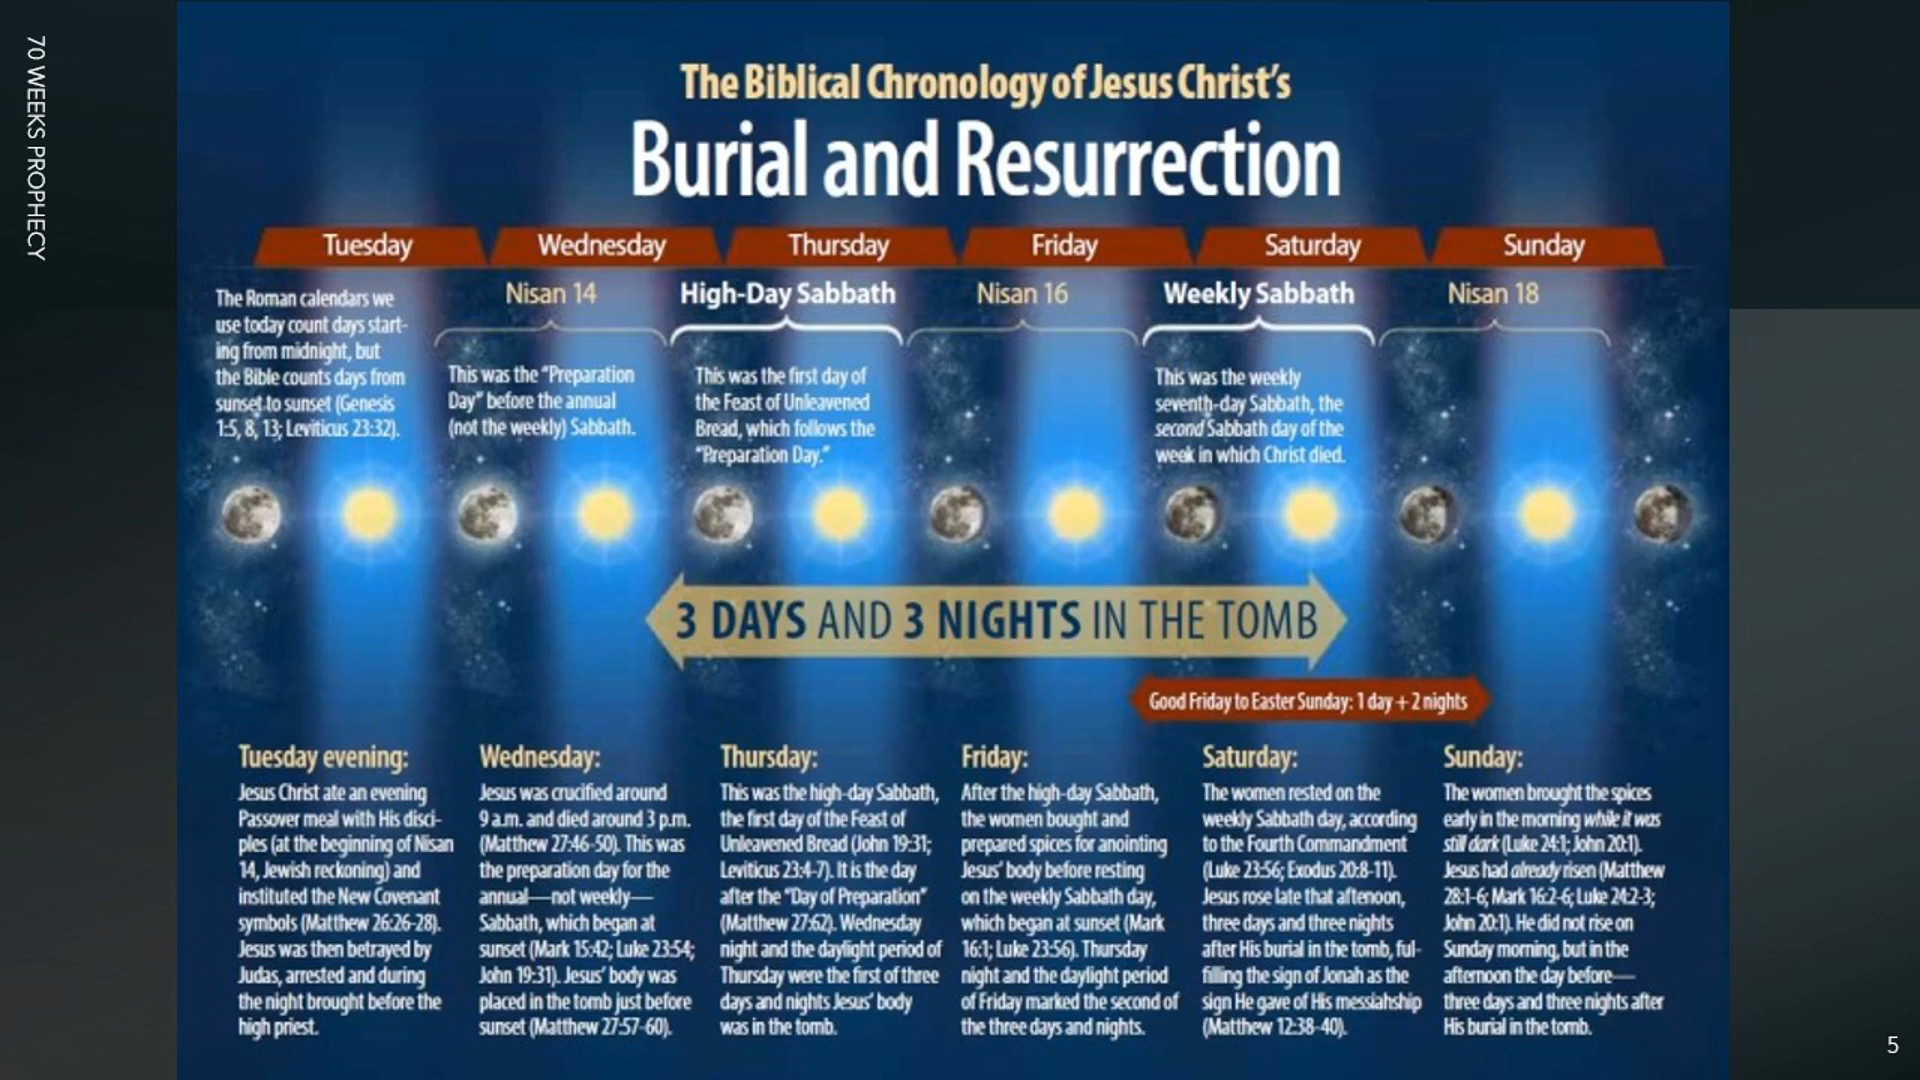 70 WEEKS PROPHECY
The Biblical Chronology of Jesus Christ's
Burial and Resurrection
Tuesday
Wednesday
Thursday
Friday
Saturday
Sunday
Nisan 14
High-Day Sabbath
Nisan 16
Weekly Sabbath
Nisan 18
The Roman calendars we
use today count days start-
ing from midnight, but
the Bible counts days from
sunset to sunset (Genesis
1:5, 8, 13; Leviticus 23:32).
This was the "Preparation
Day" before the annual
(not the weekly) Sabbath.
This was the first day of
the Feast of Unleavened
Bread, which follows the
"Preparation Day."
This was the weekly
seventh-day Sabbath, the
second Sabbath day of the
week in which Christ died.
3 DAYS AND 3 NIGHTS IN THE TOMB
Good Friday to Easter Sunday: 1 day + 2 nights
Tuesday evening:
Jesus Christ ate an evening
Passover meal with His disci-
ples (at the beginning of Nisan
14, Jewish reckoning) and
instituted the New Covenant
symbols (Matthew 26:26-28).
Jesus was then betrayed by
Judas, arrested and during
the night brought before the
high priest.
Wednesday:
Jesus was crucified around
9 a.m. and died around 3 p.m.
(Matthew 27:46-50). This was
the preparation day for the
annual—not weekly—
Sabbath, which began at
sunset (Mark 15:42; Luke 23:54;
John 19:31). Jesus' body was
placed in the tomb just before
sunset (Matthew 27:57-60).
Thursday:
This was the high-day Sabbath,
the first day of the Feast of
Unleavened Bread (John 19:31;
Leviticus 23:4-7). It is the day
after the "Day of Preparation"
(Matthew 27:62). Wednesday
night and the daylight period of
Thursday were the first of three
days and nights Jesus' body
was in the tomb.
Friday:
After the high-day Sabbath,
the women bought and
prepared spices for anointing
Jesus' body before resting
on the weekly Sabbath day,
which began at sunset (Mark
16:1; Luke 23:56). Thursday
night and the daylight period
of Friday marked the second of
the three days and nights.
Saturday:
The women rested on the
weekly Sabbath day, according
to the Fourth Commandment
(Luke 23:56; Exodus 20:8-11).
Jesus rose late that afternoon,
three days and three nights
after His burial in the tomb, ful-
filling the sign of Jonah as the
sign He gave of His messiahship
(Matthew 12:38-40).
Sunday:
The women brought the spices
early in the morning while it was
still dark (Luke 24:1; John 20:1).
Jesus had already risen (Matthew
28:1-6; Mark 16:2-6; Luke 24:2-3;
John 20:1). He did not rise on
Sunday morning, but in the
afternoon the day before—
three days and three nights after
His burial in the tomb.
5